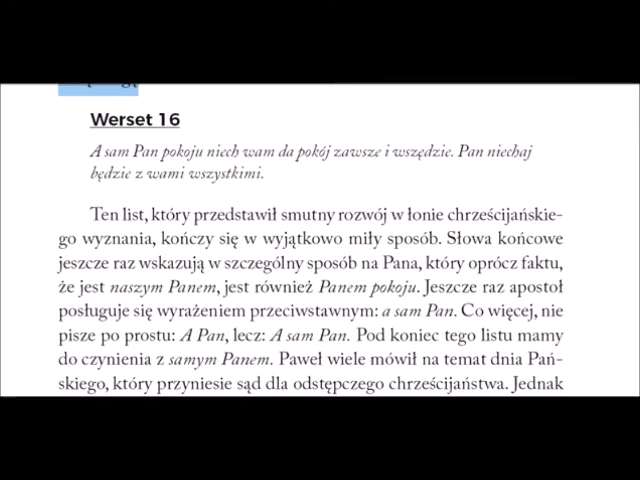 Werset 16
A sam Pan pokoju niech wam da pokój zawsze i wszędzie. Pan niechaj
będzie z wami wszystkimi.
Ten list, który przedstawił smutny rozwój w łonie chrześcijańskie-
go wyznania, kończy się w wyjątkowo miły sposób. Słowa końcowe
jeszcze raz wskazują w szczególny sposób na Pana, który oprócz faktu,
że jest naszym Panem, jest również Panem pokoju. Jeszcze raz apostoł
posługuje się wyrażeniem przeciwstawnym: a sam Pan. Co więcej, nie
pisze po prostu: A Pan, lecz: A sam Pan. Pod koniec tego listu mamy
do czynienia z samym Panem. Paweł wiele mówił na temat dnia Pań-
skiego, który przyniesie sąd dla odstępczego chrześcijaństwa. Jednak